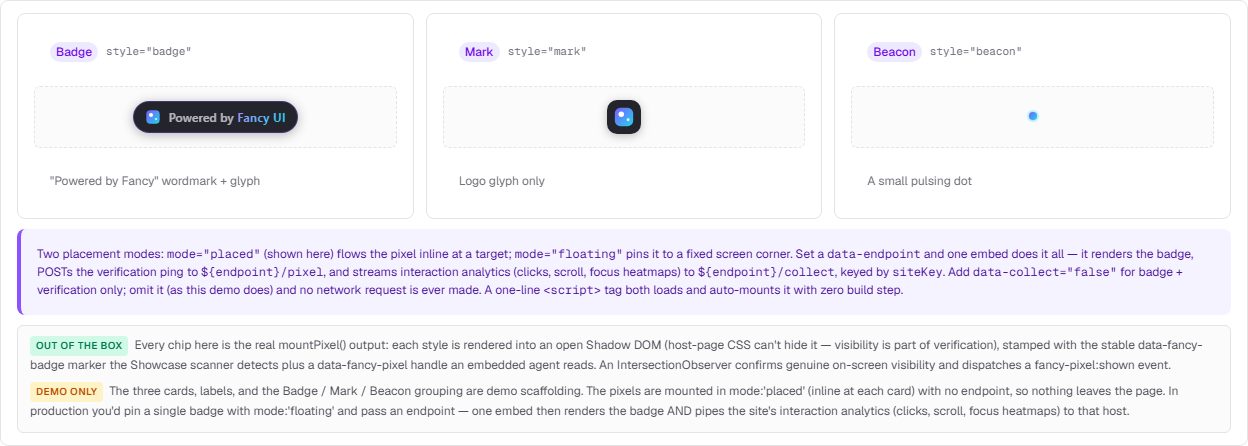 Badge style="badge"
Powered by Fancy UI
"Powered by Fancy" wordmark + glyph
Mark style="mark"
Logo glyph only
Beacon style="beacon"
A small pulsing dot
Two placement modes: mode="placed" (shown here) flows the pixel inline at a target; mode="floating" pins it to a fixed screen corner. Set a data-endpoint and one embed does it all — it renders the badge,
POSTs the verification ping to ${endpoint}/pixel, and streams interaction analytics (clicks, scroll, focus heatmaps) to ${endpoint}/collect, keyed by siteKey. Add data-collect="false" for badge +
verification only; omit it (as this demo does) and no network request is ever made. A one-line <script> tag both loads and auto-mounts it with zero build step.
OUT OF THE BOX Every chip here is the real mountPixel() output: each style is rendered into an open Shadow DOM (host-page CSS can't hide it — visibility is part of verification), stamped with the stable data-fancy-
badge marker the Showcase scanner detects plus a data-fancy-pixel handle an embedded agent reads. An IntersectionObserver confirms genuine on-screen visibility and dispatches a fancy-pixel:shown event.
DEMO ONLY The three cards, labels, and the Badge / Mark / Beacon grouping are demo scaffolding. The pixels are mounted in mode:'placed' (inline at each card) with no endpoint, so nothing leaves the page. In
production you'd pin a single badge with mode:'floating' and pass an endpoint — one embed then renders the badge AND pipes the site's interaction analytics (clicks, scroll, focus heatmaps) to that host.